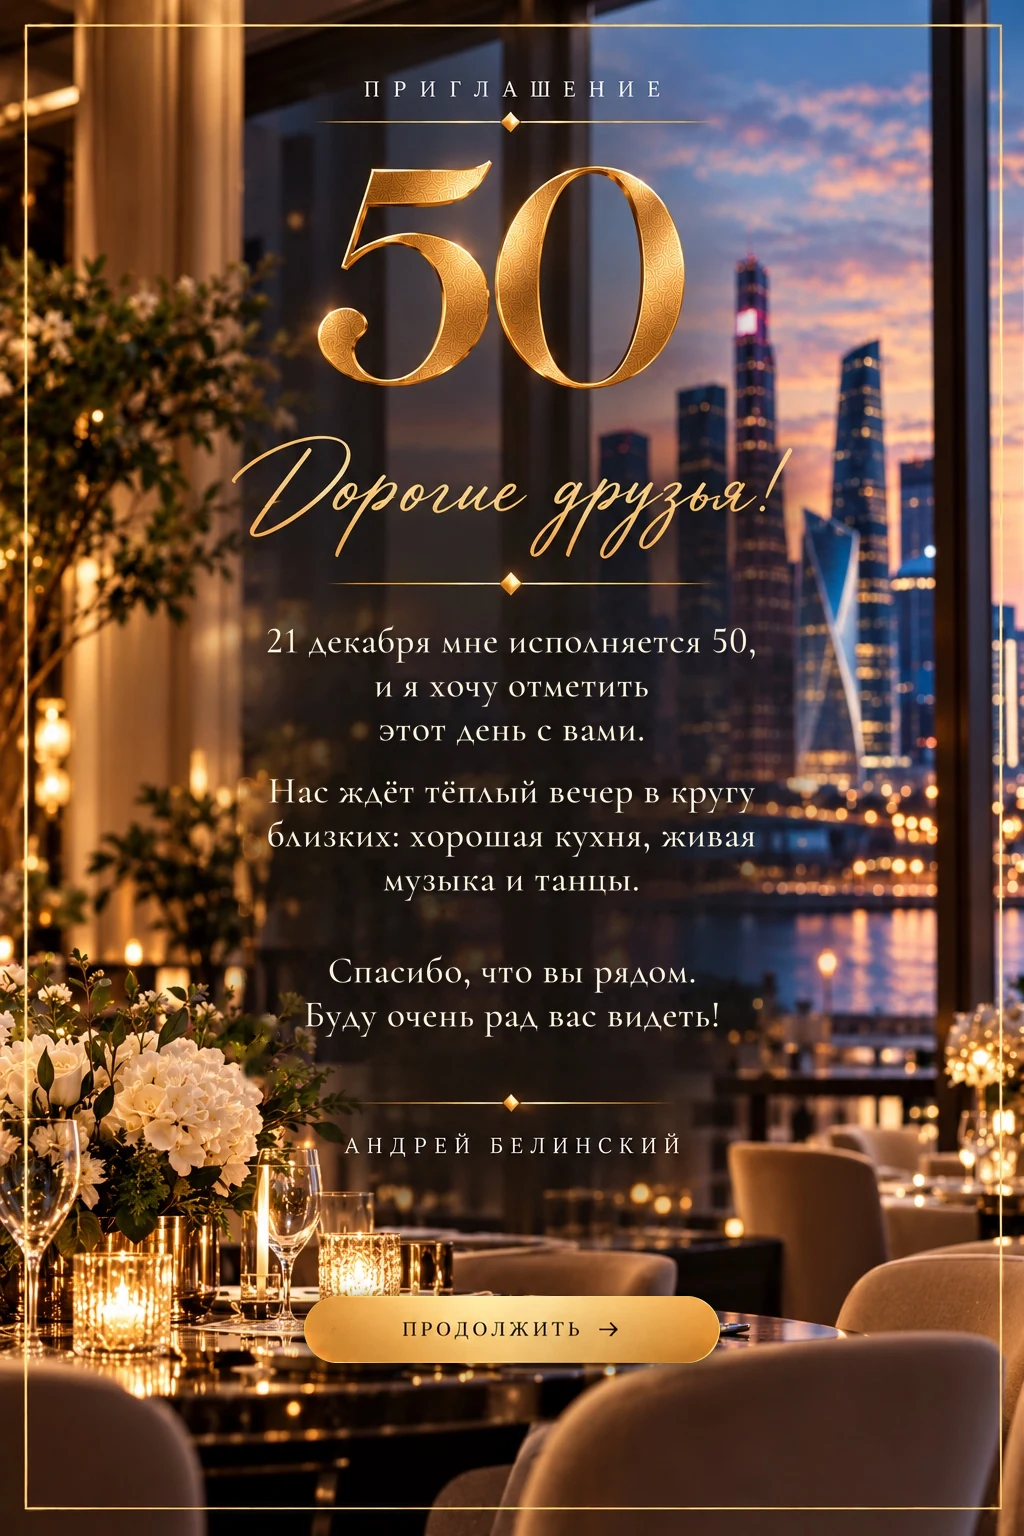 ПРИГЛАШЕНИЕ
50
Дорогие друзья!
21 декабря мне исполняется 50,
и я хочу отметить
этот день с вами.
Нас ждёт тёплый вечер в кругу
близких: хорошая кухня, живая
музыка и танцы.
Спасибо, что вы рядом.
Буду очень рад вас видеть!
АНДРЕЙ БЕЛИНСКИЙ
ПРОДОЛЖИТЬ →